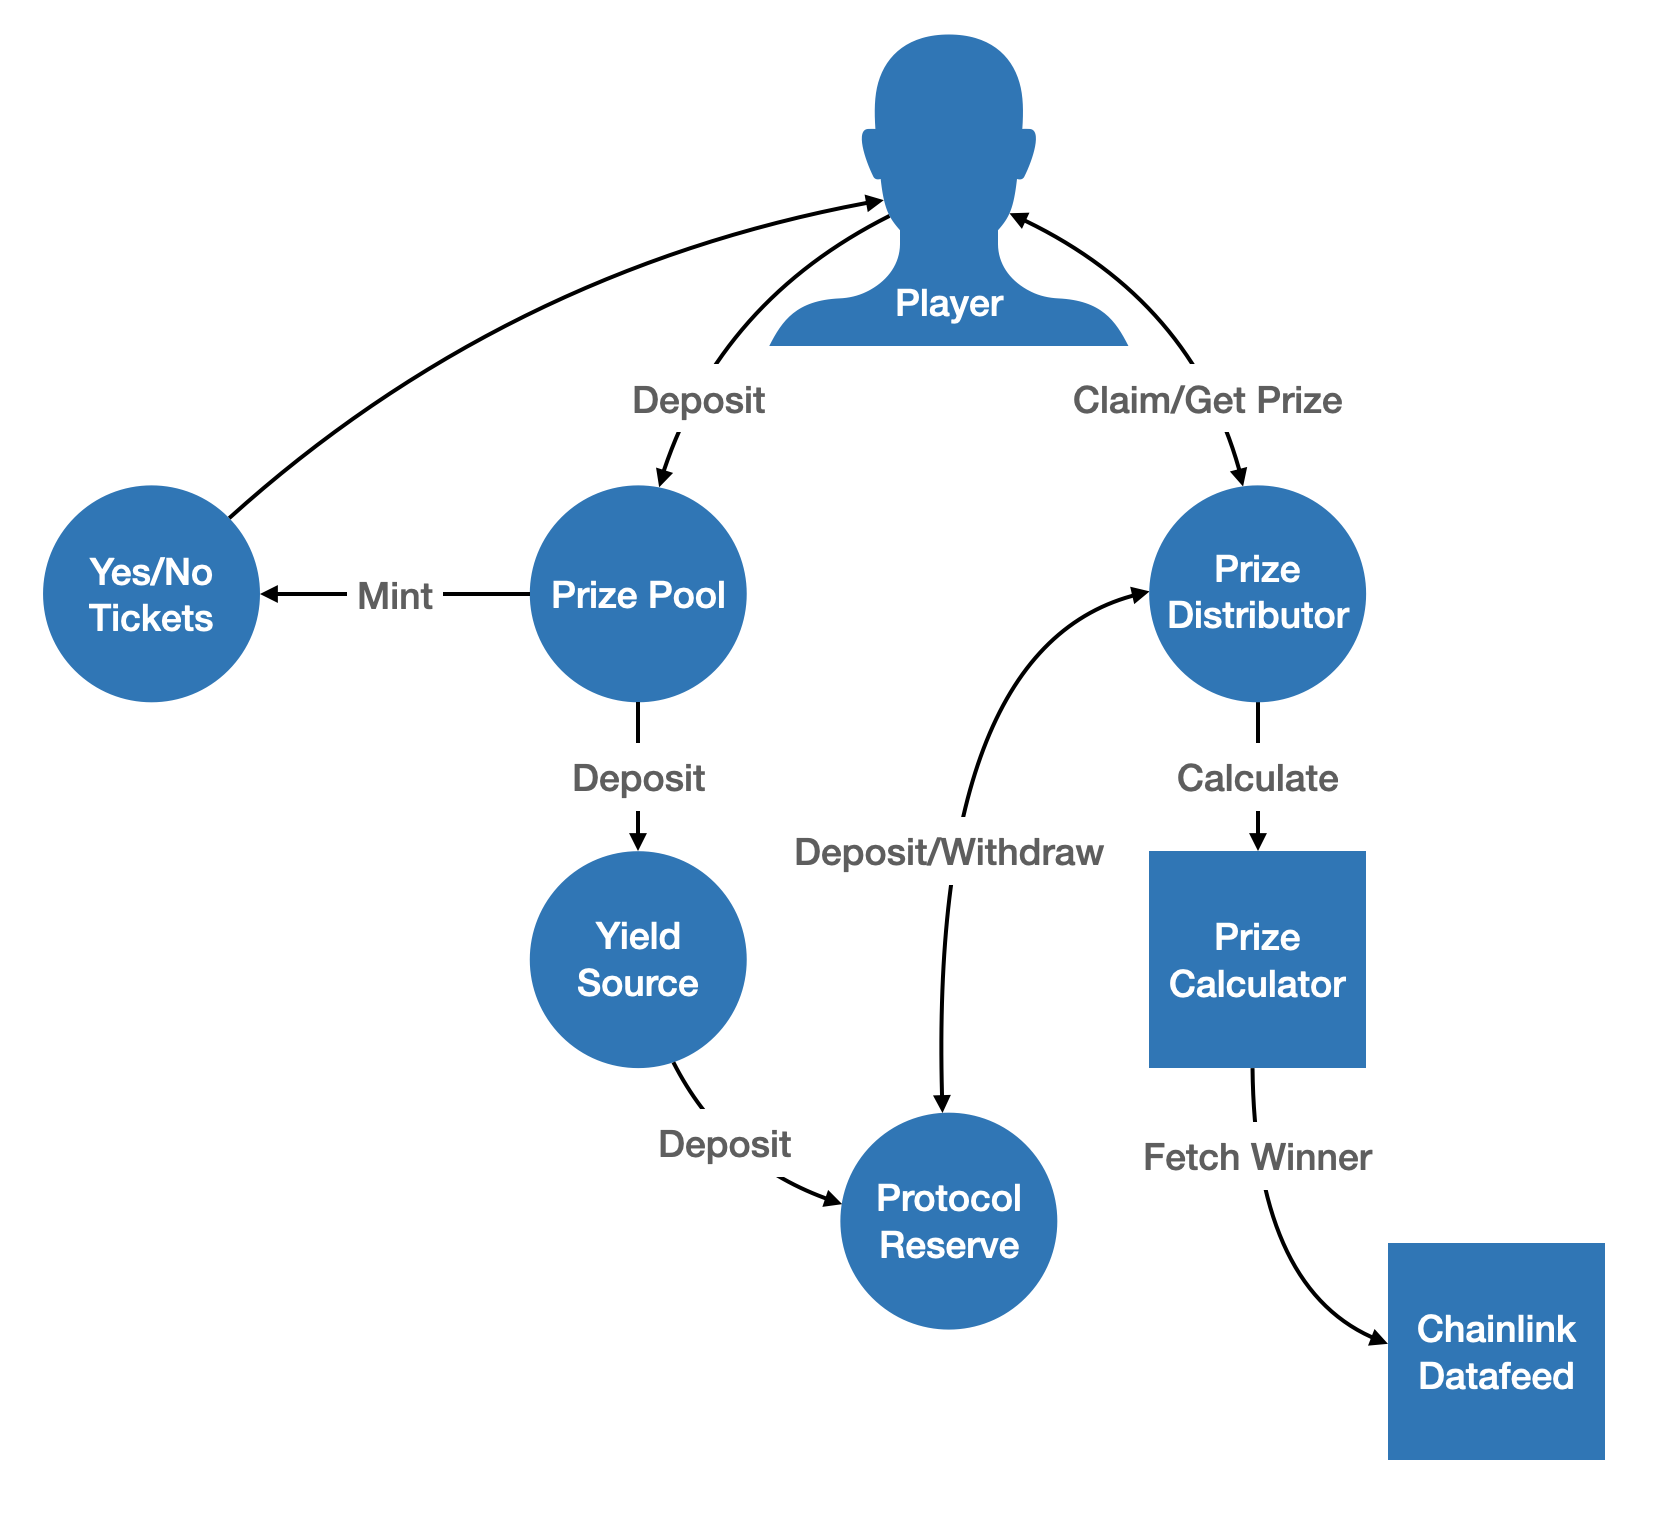 Player
Deposit
Claim/Get Prize
Yes/No
Tickets
Mint
Prize Pool
Prize
Distributor
Deposit
Calculate
Deposit/Withdraw
Yield
Source
Prize
Calculator
Deposit
Fetch Winner
Protocol
Reserve
Chainlink
Datafeed